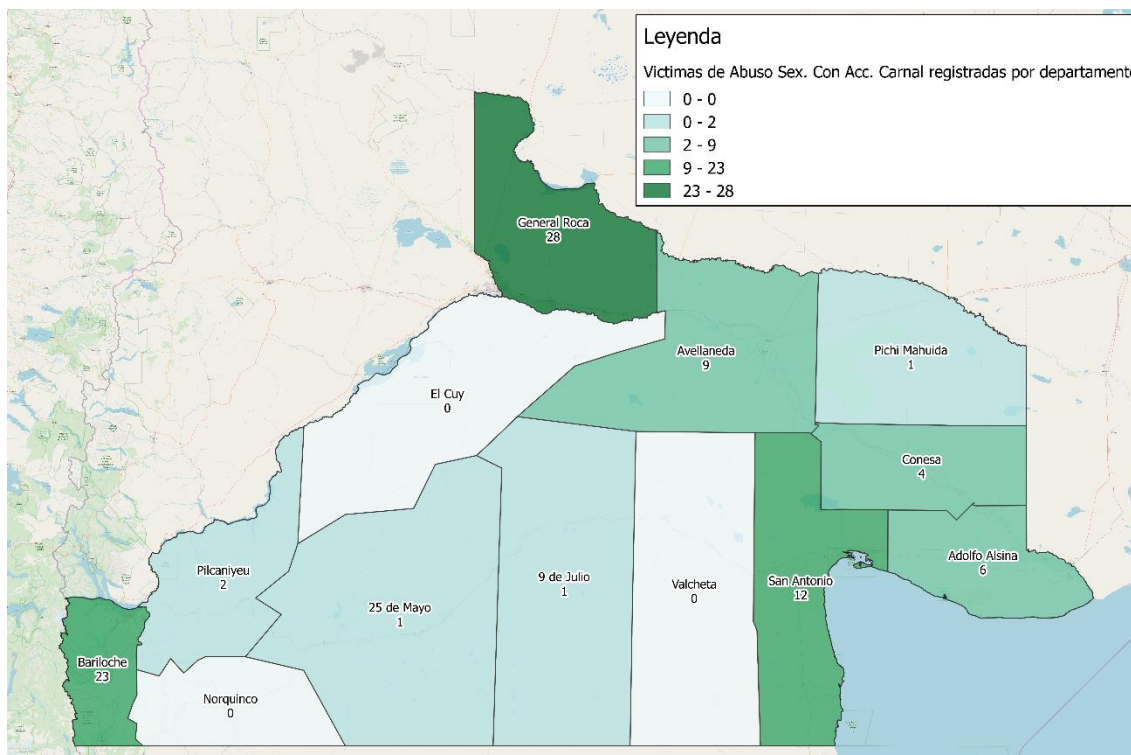 Leyenda
Victimas de Abuso Sex. Con Acc. Carnal registradas por departamento
0 - 0
0 - 2
2 - 9
9 - 23
23 - 28
General Roca
28
Avellaneda
9
Pichi Mahuida
1
El Cuy
0
Conesa
4
Adolfo Alsina
6
Pilcaniyeu
2
9 de Julio
1
Valcheta
0
San Antonio
12
25 de Mayo
1
Bariloche
23
Norquinco
0